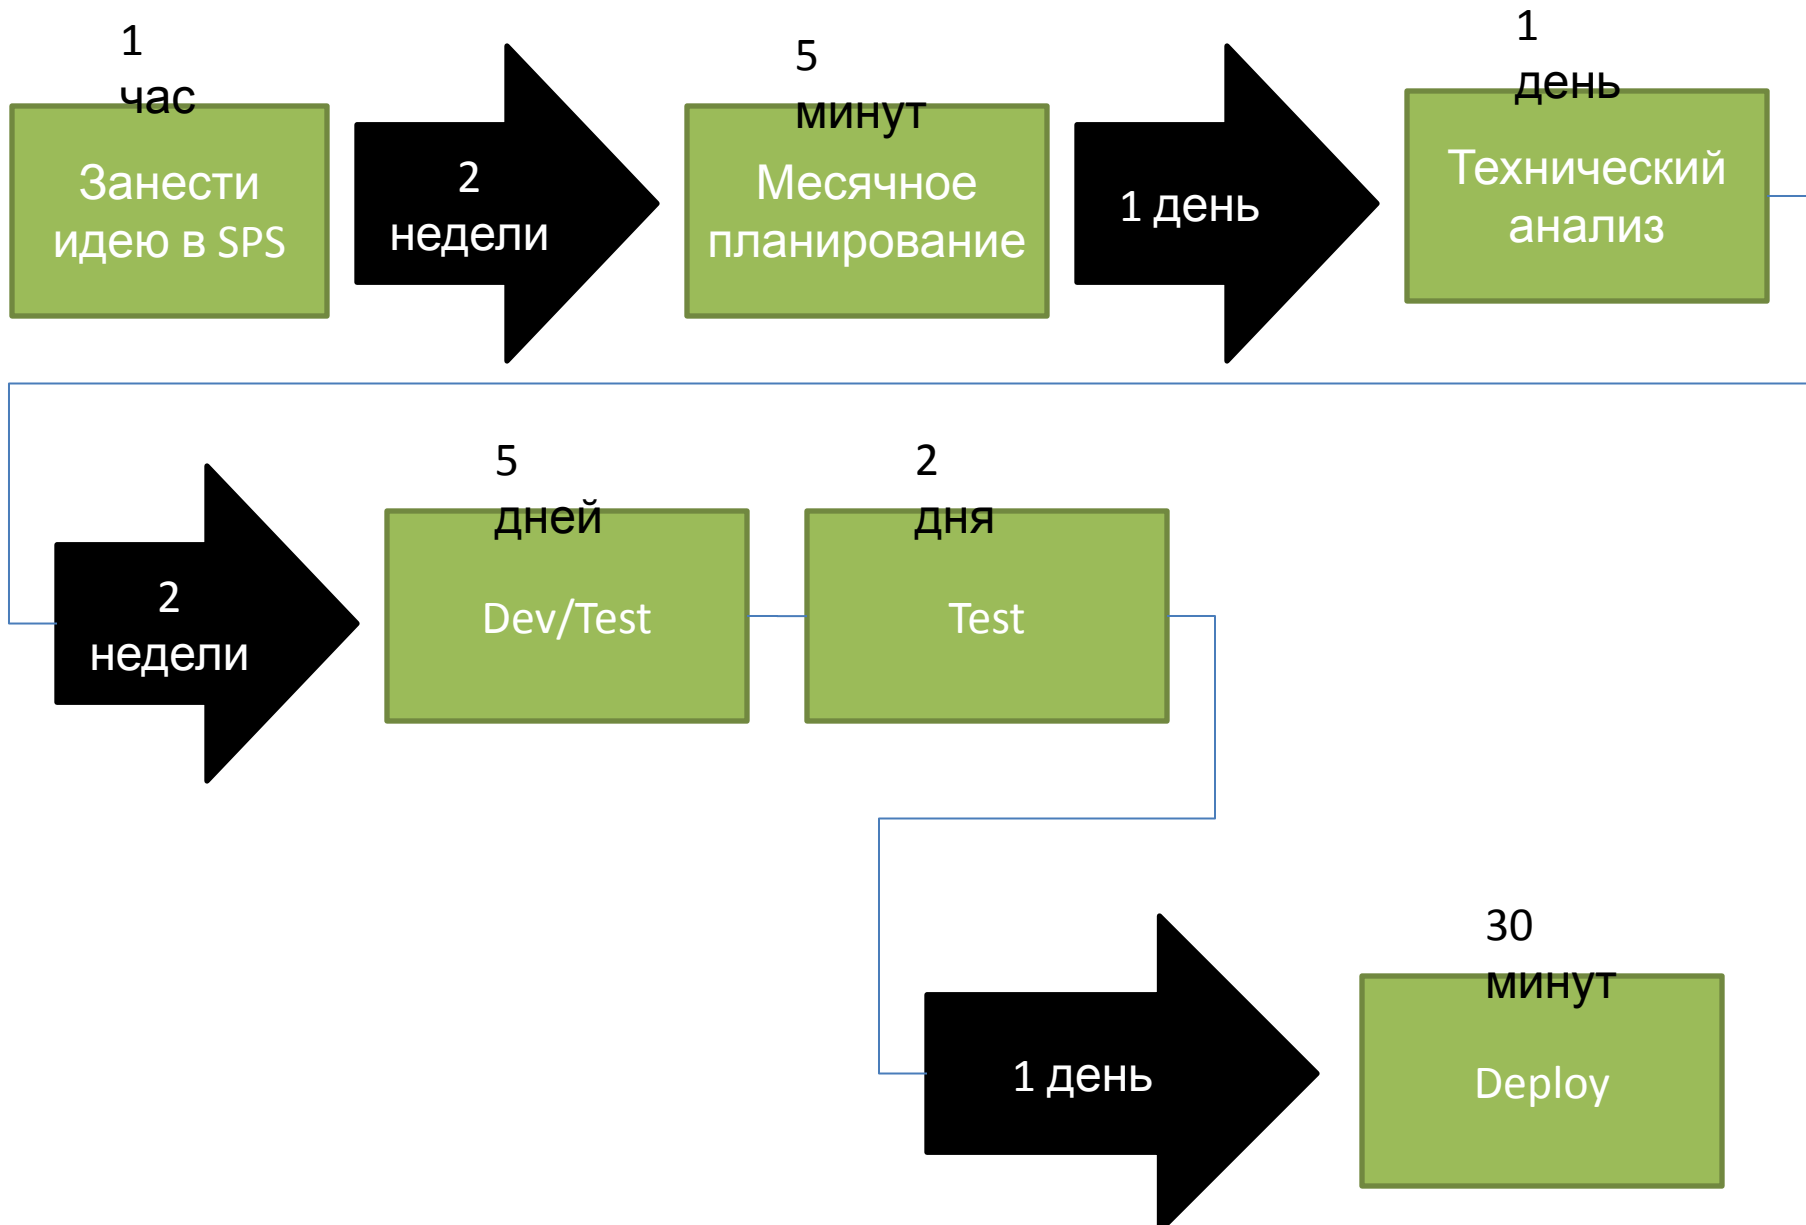 1
час
Занести
идею в SPS
2
недели
5
минут
Месячное
планирование
1 день
1
день
Технический
анализ
2
недели
5
дней
Dev/Test
2
дня
Test
1 день
30
минут
Deploy